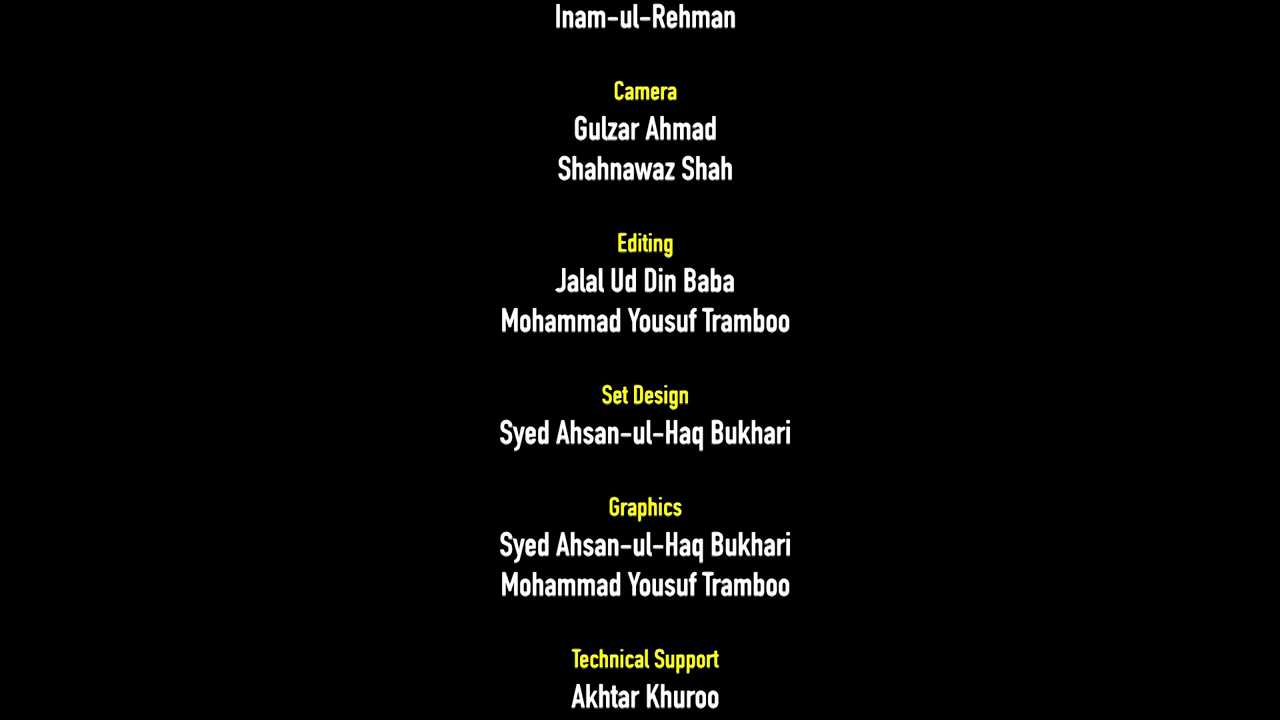 Inam-ul-Rehman
Camera
Gulzar Ahmad
Shahnawaz Shah
Editing
Jalal Ud Din Baba
Mohammad Yousuf Tramboo
Set Design
Syed Ahsan-ul-Haq Bukhari
Graphics
Syed Ahsan-ul-Haq Bukhari
Mohammad Yousuf Tramboo
Technical Support
Akhtar Khuroo